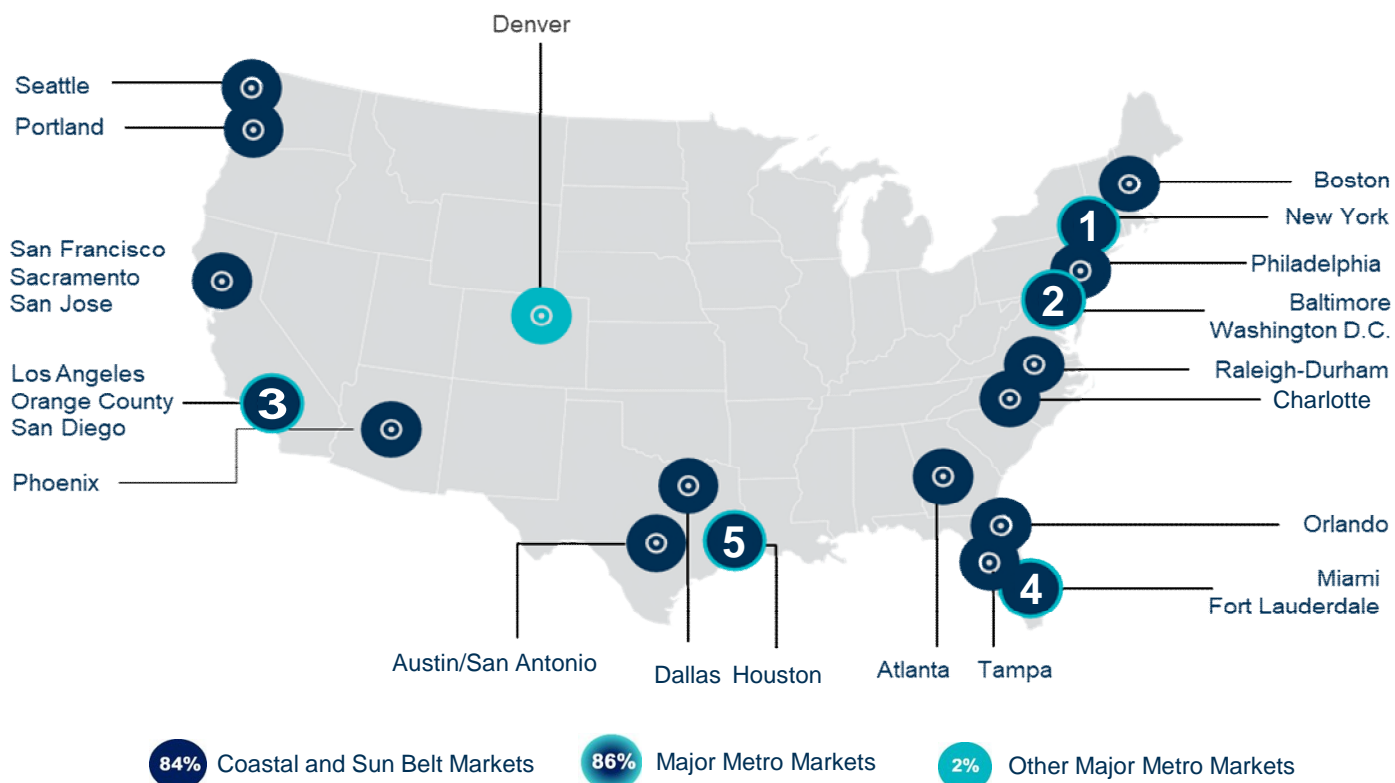 Denver
Seattle
Portland
San Francisco
Sacramento
San Jose
Los Angeles
Orange County
San Diego
Phoenix
3
Boston
New York
1
Philadelphia
2
Baltimore
Washington D.C.
Raleigh-Durham
Charlotte
Orlando
Miami
Fort Lauderdale
4
5
Austin/San Antonio
Dallas
Houston
Atlanta
Tampa
84% Coastal and Sun Belt Markets
86% Major Metro Markets
2% Other Major Metro Markets